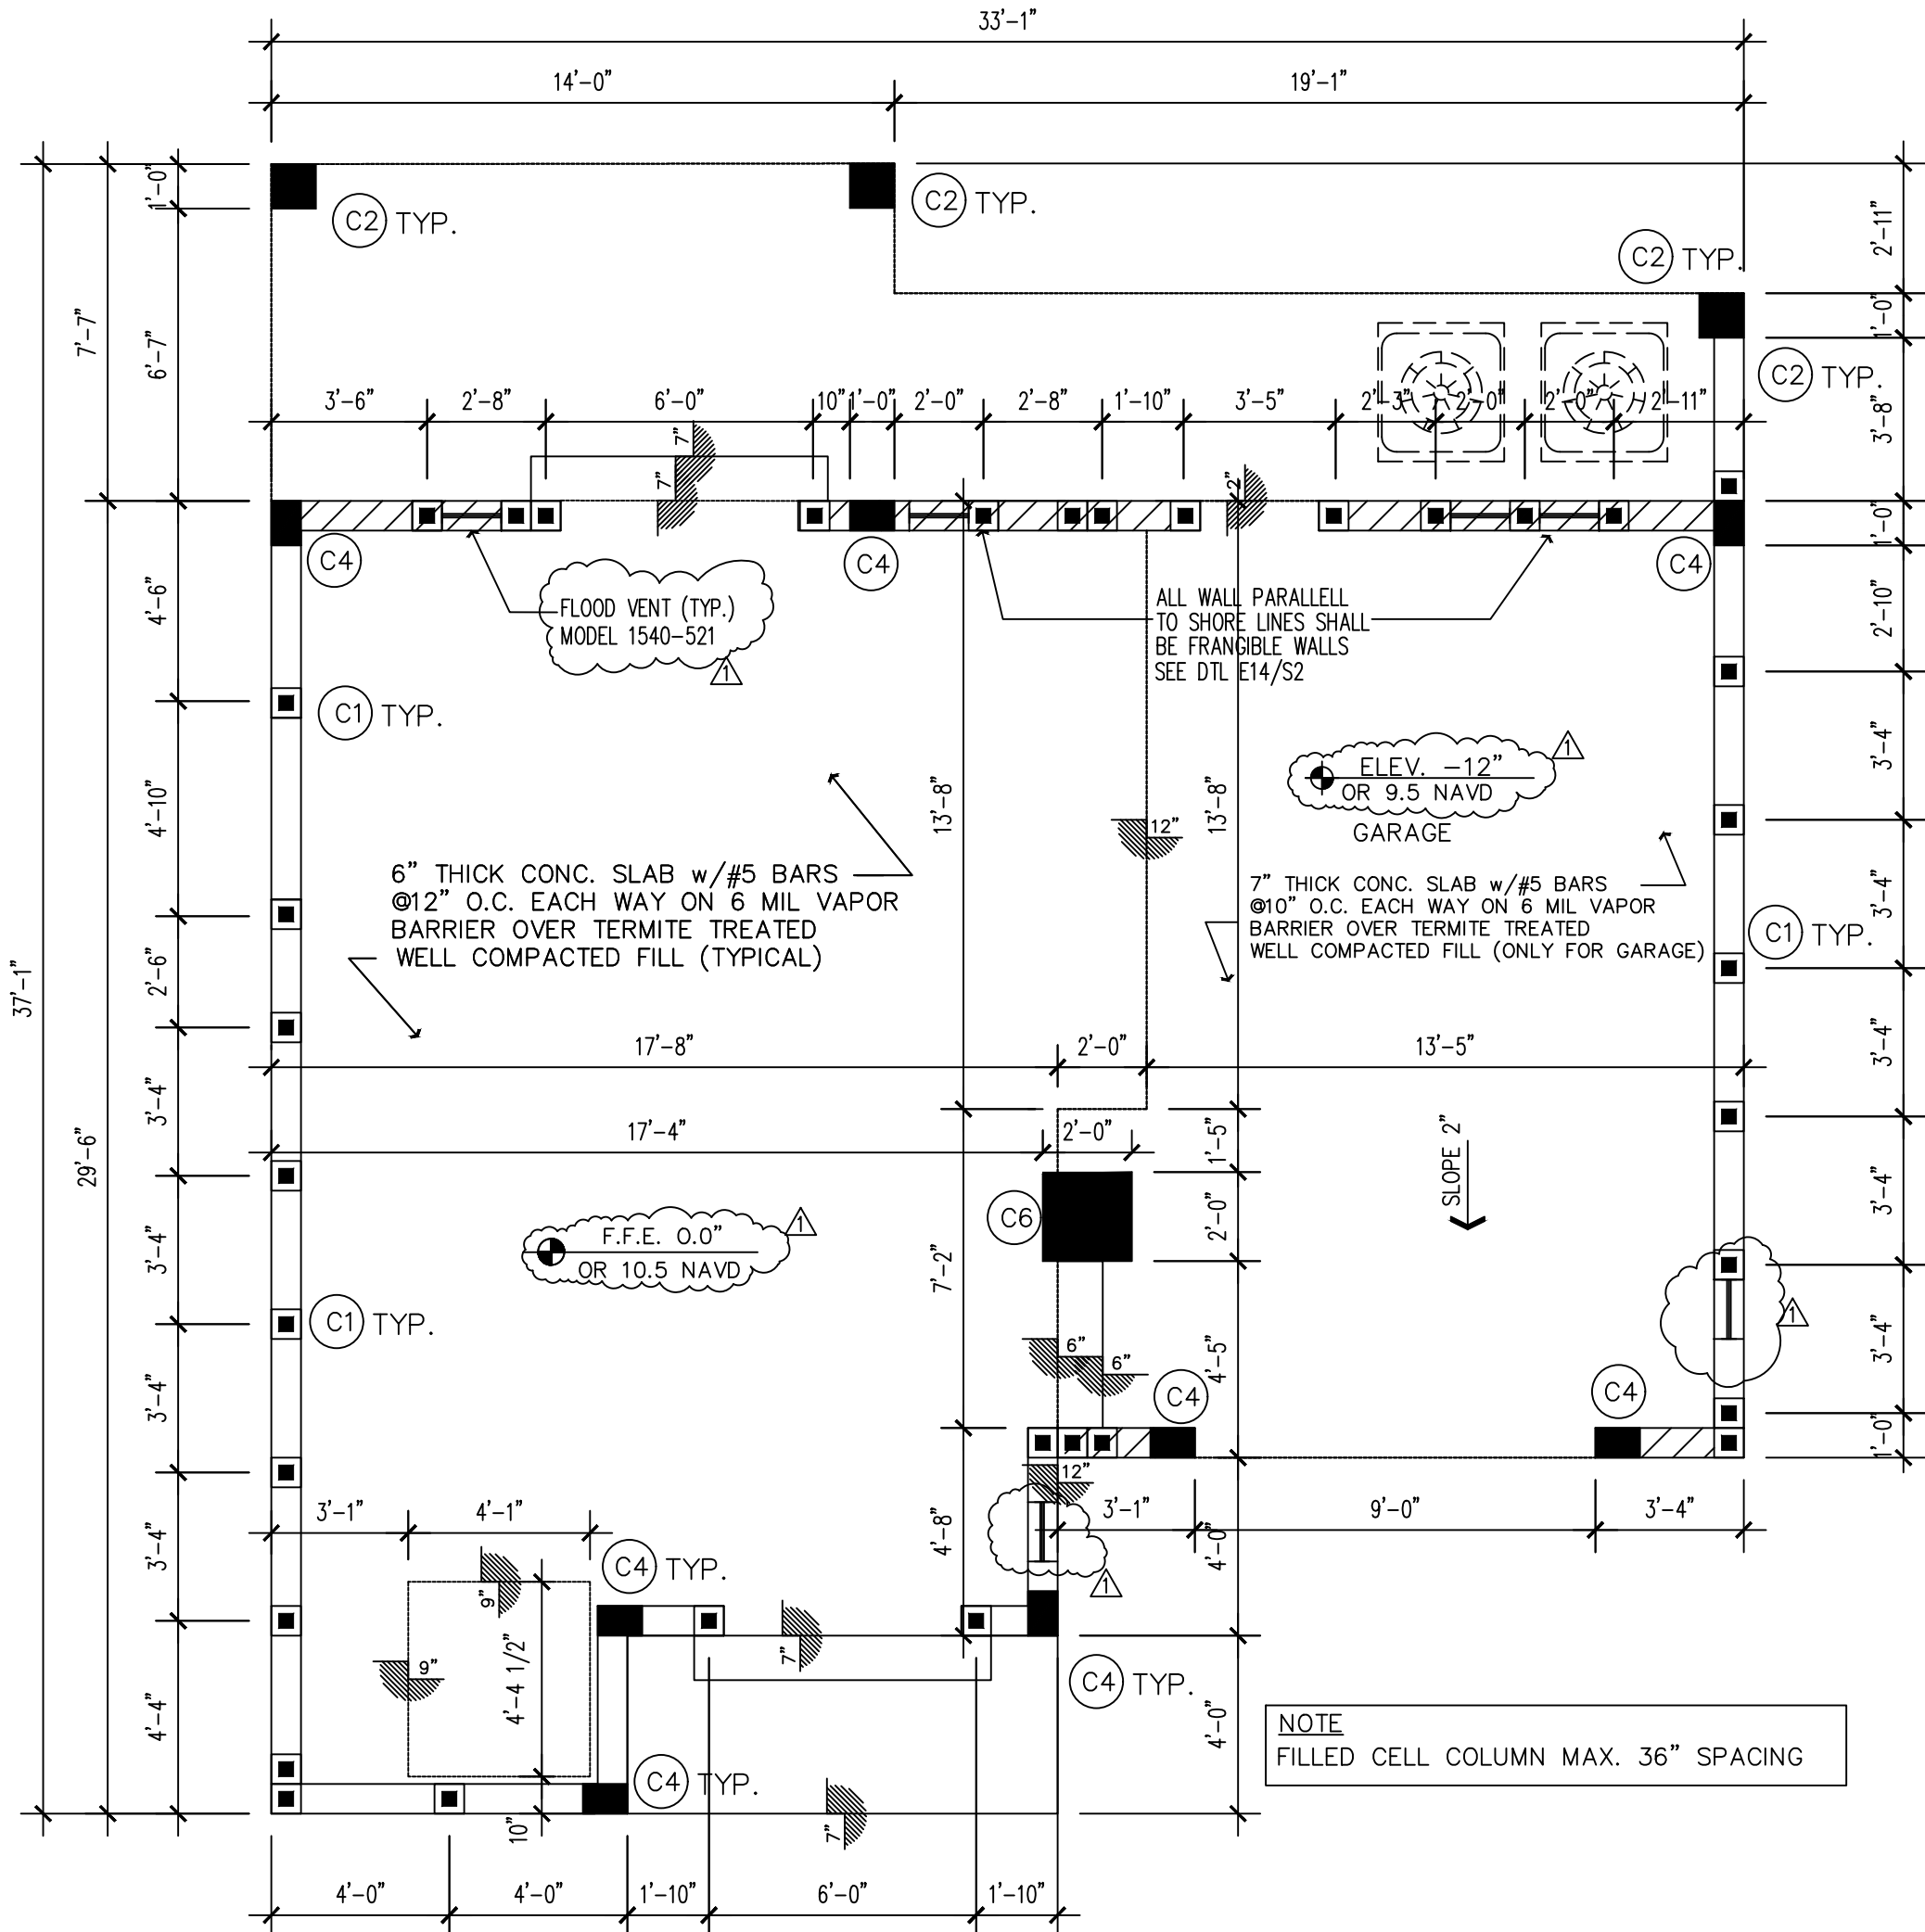 33'-1"
14'-0"
19'-1"
1'-0"
7'-7"
6'-7"
C2 TYP.
C2 TYP.
C2 TYP.
C2 TYP.
2'-11"
1'-0"
3'-8"
3'-6"
2'-8"
6'-0"
10"
1'-0"
2'-0"
2'-8"
1'-10"
3'-5"
2'-3"
2'-0"
2'-0"
2'-11"
7"
7"
2"
C4
C4
C4
1'-0"
2'-10"
FLOOD VENT (TYP.)
MODEL 1540-521
1
ALL WALL PARALLELL
TO SHORE LINES SHALL
BE FRANGIBLE WALLS
SEE DTL E14/S2
4'-6"
C1 TYP.
4'-10"
13'-8"
12"
13'-8"
ELEV. -12"
OR 9.5 NAVD
1
GARAGE
3'-4"
6" THICK CONC. SLAB w/#5 BARS
@12" O.C. EACH WAY ON 6 MIL VAPOR
BARRIER OVER TERMITE TREATED
WELL COMPACTED FILL (TYPICAL)
7" THICK CONC. SLAB w/#5 BARS
@10" O.C. EACH WAY ON 6 MIL VAPOR
BARRIER OVER TERMITE TREATED
WELL COMPACTED FILL (ONLY FOR GARAGE)
3'-4"
C1 TYP.
37'-1"
29'-6"
2'-6"
17'-8"
2'-0"
13'-5"
3'-4"
3'-4"
17'-4"
2'-0"
1'-5"
SLOPE 2"
3'-4"
C6
2'-0"
F.F.E. 0.0"
OR 10.5 NAVD
1
3'-4"
7'-2"
C1 TYP.
1
6"
6"
4'-5"
3'-4"
3'-4"
C4
C4
1'-0"
12"
3'-1"
4'-1"
3'-1"
9'-0"
3'-4"
3'-4"
4'-8"
4'-0"
1
C4 TYP.
9"
9"
4'-4 1/2"
7"
C4 TYP.
4'-4"
4'-0"
C4 TYP.
NOTE
FILLED CELL COLUMN MAX. 36" SPACING
10"
7"
4'-0"
4'-0"
1'-10"
6'-0"
1'-10"